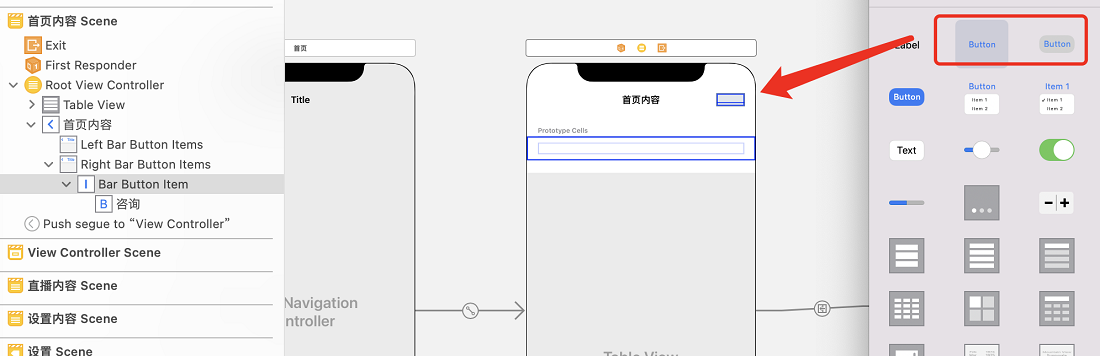 首页内容 Scene
Exit
First Responder
Root View Controller
Table View
首页内容
Left Bar Button Items
Right Bar Button Items
Bar Button Item
B 咨询
Push segue to “View Controller”
View Controller Scene
直播内容 Scene
设置内容 Scene
设置 Scene
首页
Title
Navigation
ntroller
首页内容
Prototype Cells
Table View
Label
Button
Button
Button
Button
Item 1
Item 2
Item 1
✓ Item 1
Item 2
Text